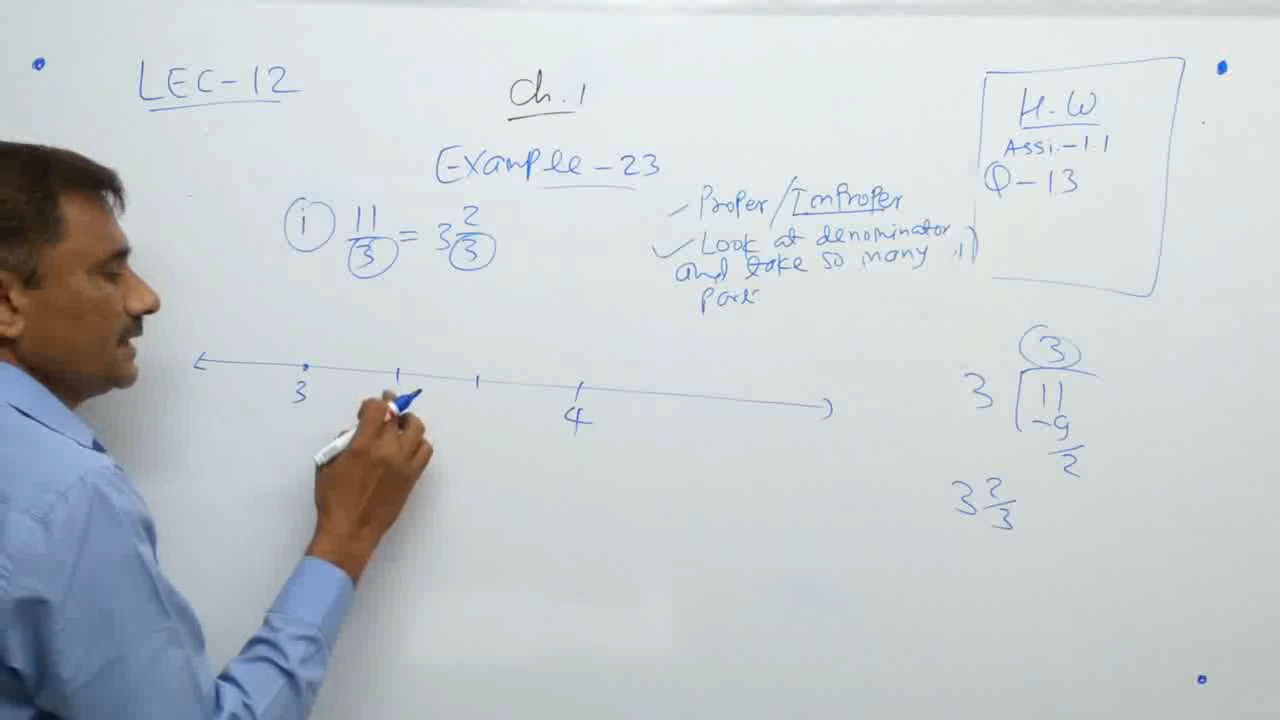 LEC-12
Ch. 1
H.W
Assi.-1.1
Q-13
Example-23
i 11/3 = 3 2/3
Proper/Improper
Look at denominator
and take so many
3
4
3
3 11
-9
2
3 2/3